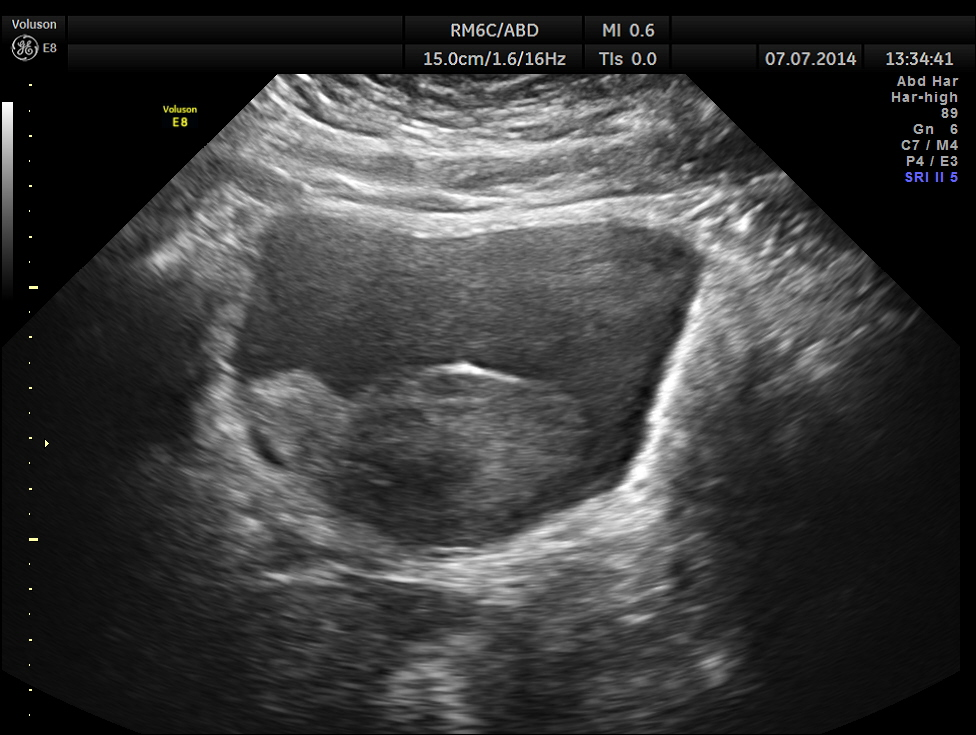 Voluson
E8
RM6C/ABD
MI 0.6
15.0cm/1.6/16Hz
TIs 0.0
07.07.2014
13:34:41
Voluson
E8
Abd Har
Har-high
89
Gn 6
C7 / M4
P4 / E3
SRI II 5